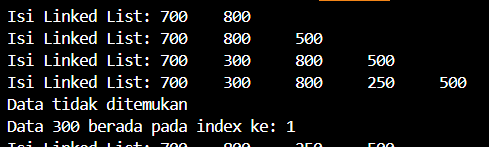 Isi Linked List: 700 800
Isi Linked List: 700 800 500
Isi Linked List: 700 300 800 500
Isi Linked List: 700 300 800 250 500
Data tidak ditemukan
Data 300 berada pada index ke: 1
Isi Linked List: 700 800 250 500